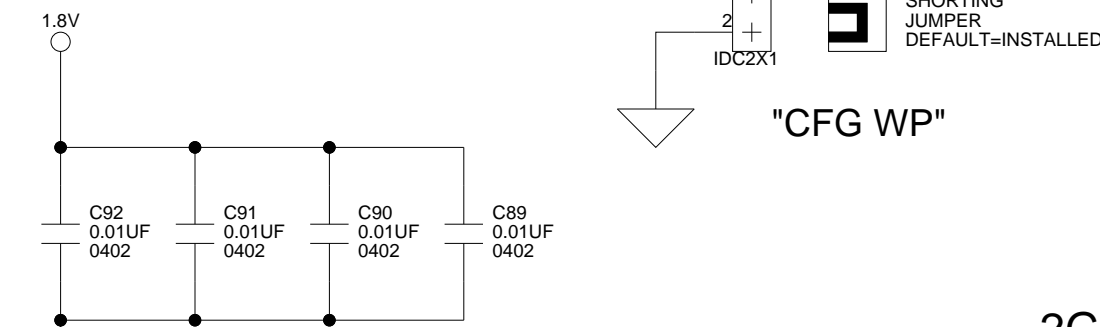 1.8V
SHORTING
JUMPER
DEFAULT=INSTALLED
2
IDC2X1
"CFG WP"
C92
0.01UF
0402
C91
0.01UF
0402
C90
0.01UF
0402
C89
0.01UF
0402